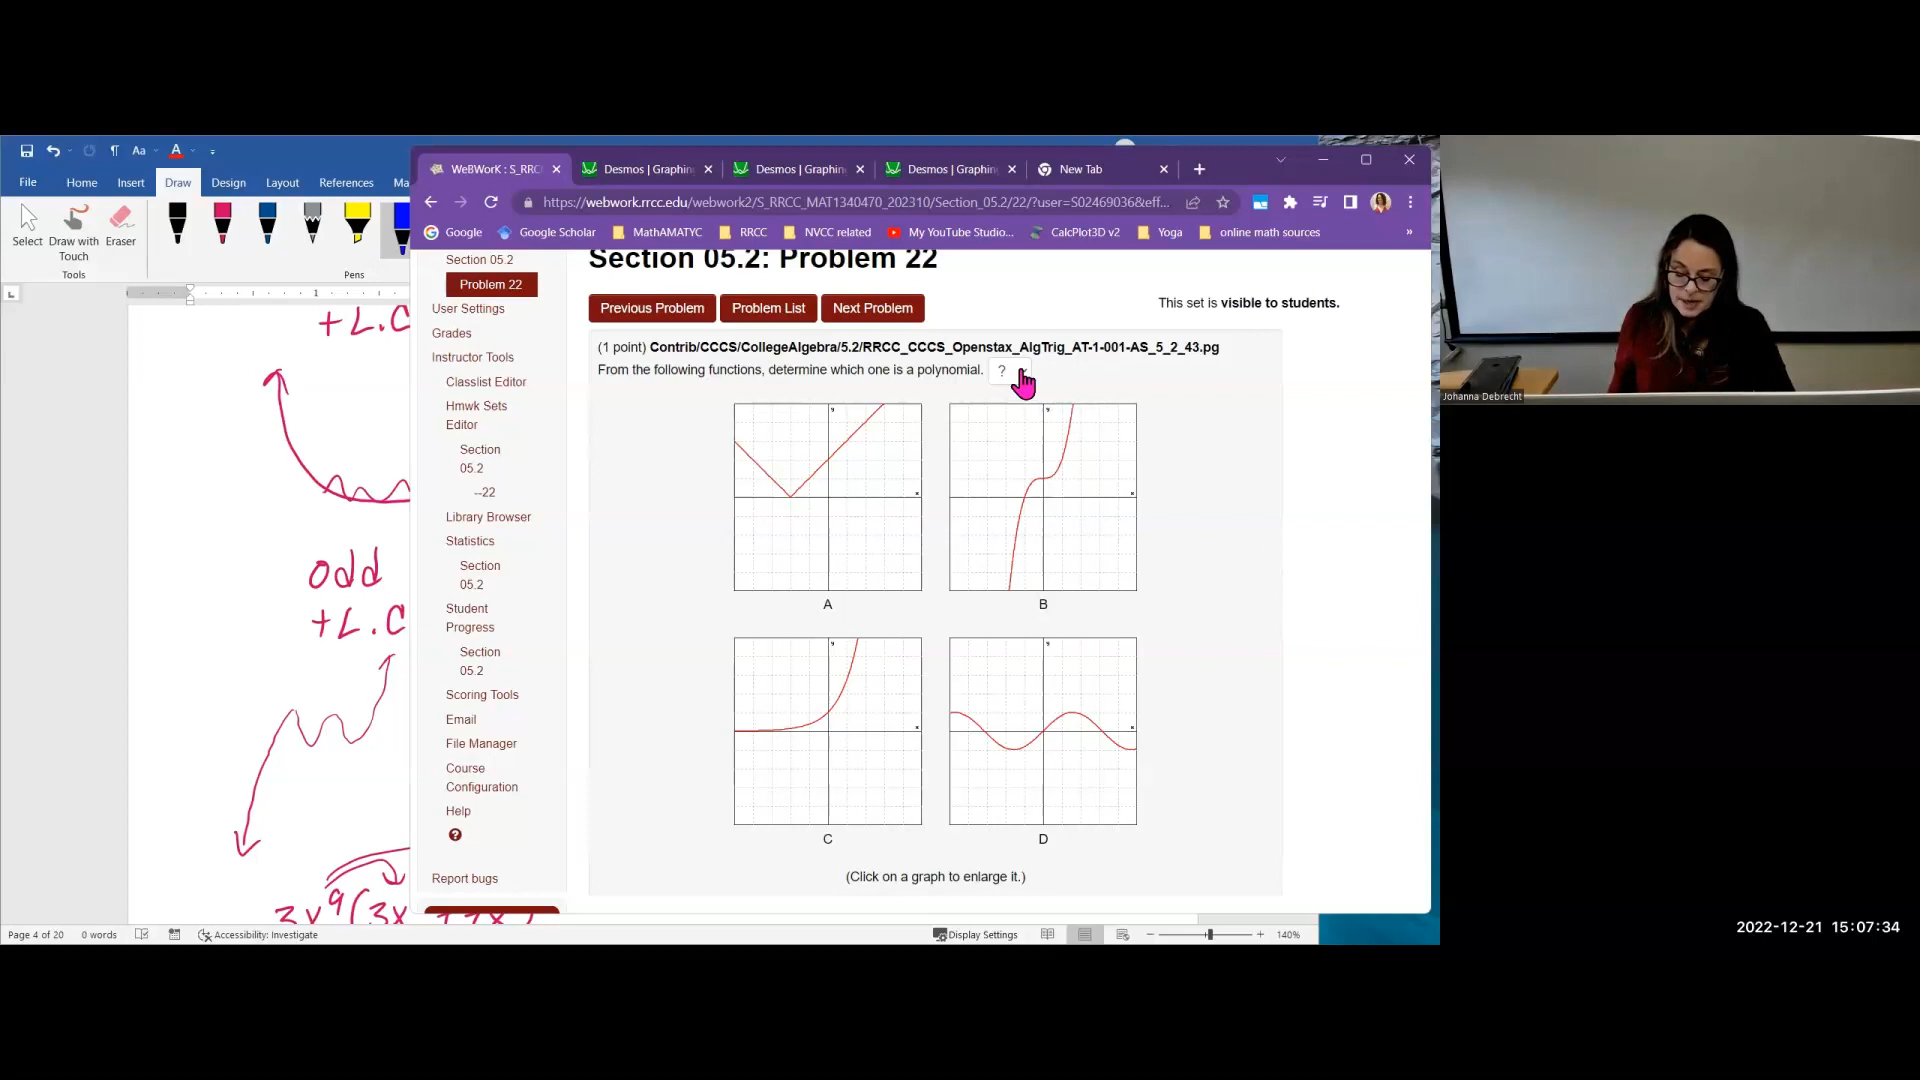 WeBWorK : S_RRC
Desmos | Graphing
Desmos | Graphing
Desmos | Graphing
New Tab
Aa
A
File
Home
Insert
Draw
Design
Layout
References
Ma
https://webwork.rrcc.edu/webwork2/S_RRCC_MAT1340470_202310/Section_05.2/22/?user=S02469036&eff...
Google
Google Scholar
MathAMATYC
RRCC
NVCC related
My YouTube Studio...
CalcPlot3D v2
Yoga
online math sources
»
Select
Draw with
Touch
Eraser
Tools
Pens
1
Section 05.2
Problem 22
User Settings
Grades
Instructor Tools
Classlist Editor
Hmwk Sets
Editor
Section
05.2
--22
Library Browser
Statistics
Section
05.2
Student
Progress
Section
05.2
Scoring Tools
Email
File Manager
Course
Configuration
Help
Report bugs
Section 05.2: Problem 22
Previous Problem
Problem List
Next Problem
This set is visible to students.
(1 point) Contrib/CCCS/CollegeAlgebra/5.2/RRCC_CCCS_Openstax_AlgTrig_AT-1-001-AS_5_2_43.pg
From the following functions, determine which one is a polynomial. ?
y
x
A
y
x
B
y
x
C
y
x
D
(Click on a graph to enlarge it.)
+L.C
odd
+L.C
Johanna Debrecht
Page 4 of 20
0 words
Accessibility: Investigate
Display Settings
140%
2022-12-21 15:07:34